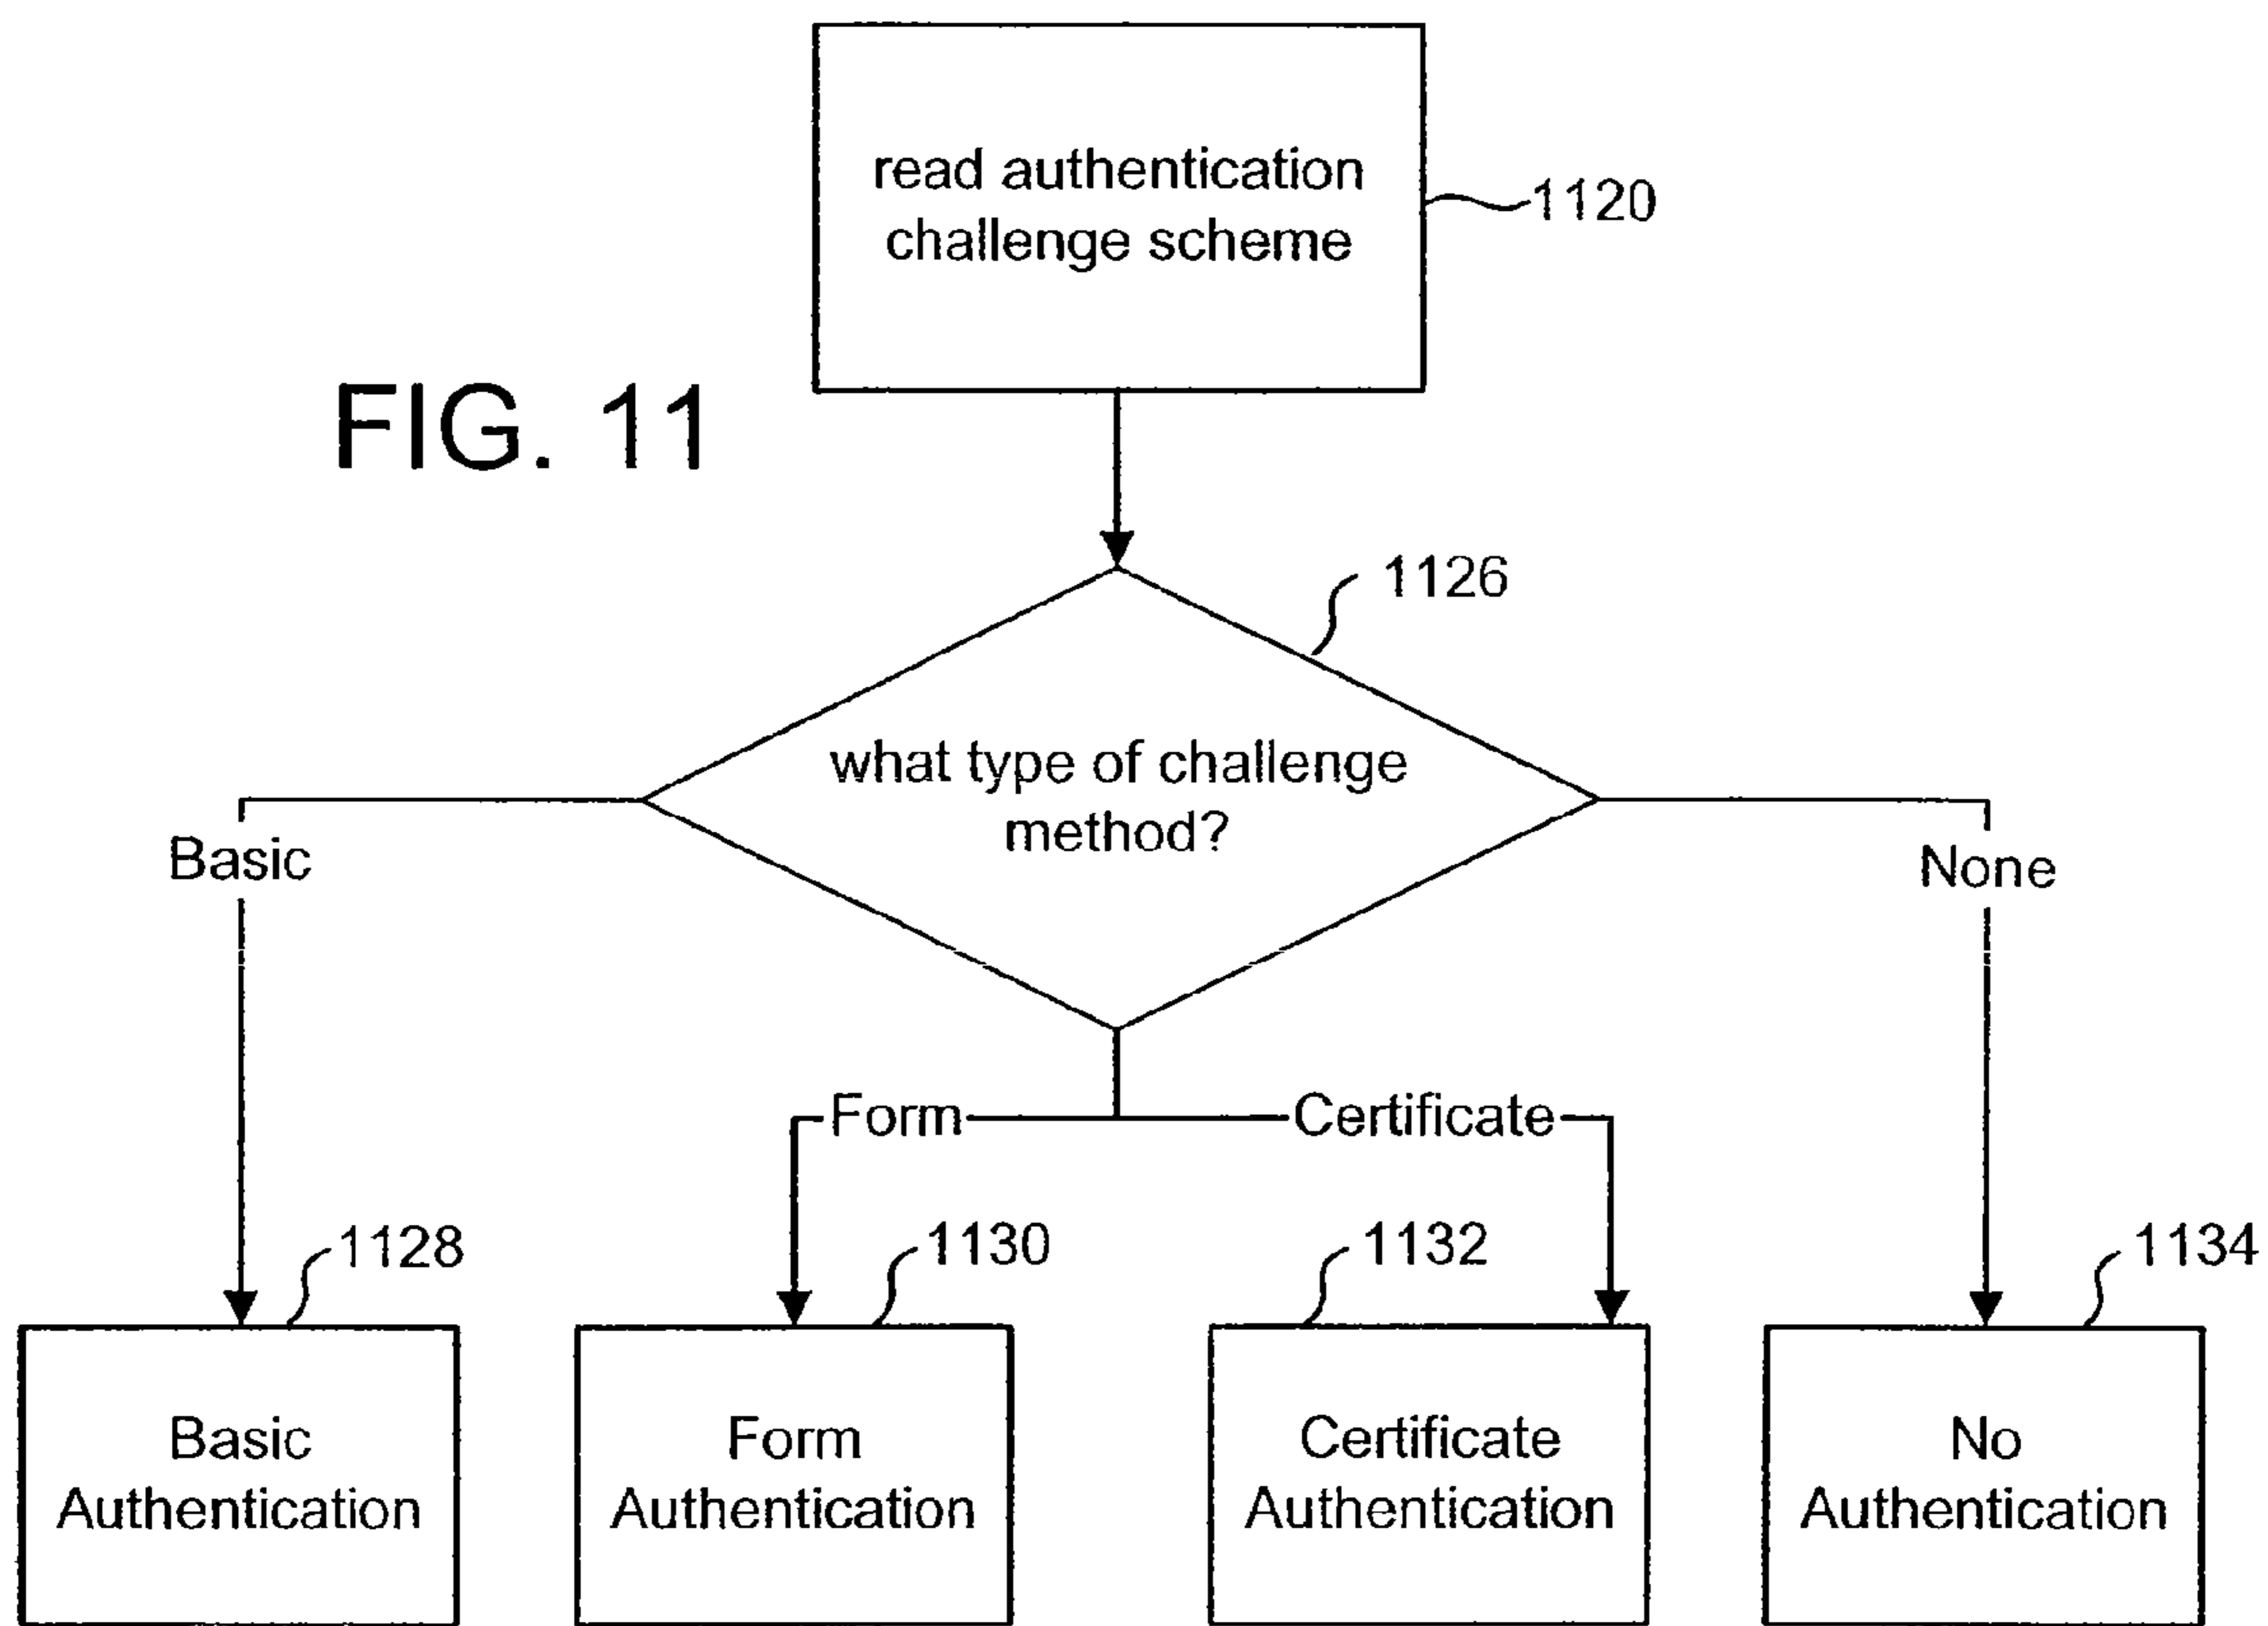 read authentication
challenge scheme
1120
FIG. 11
1126
what type of challenge
method?
Basic
None
Form
Certificate
1128
1130
1132
1134
Basic
Authentication
Form
Authentication
Certificate
Authentication
No
Authentication